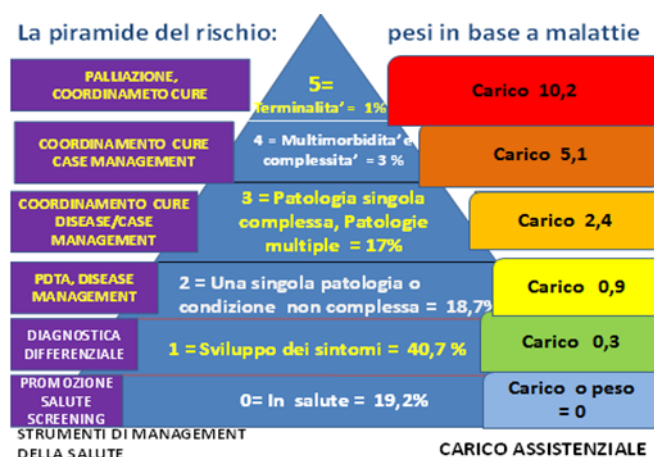 La piramide del rischio: pesi in base a malattie
PALLIAZIONE,
COORDINAMETO CURE
5=
Terminalita' = 1%
Carico 10,2
COORDINAMENTO CURE
CASE MANAGEMENT
4 = Multimorbidita' e
complessita' = 3 %
Carico 5,1
COORDINAMENTO CURE
DISEASE/CASE
MANAGEMENT
3 = Patologia singola
complessa, Patologie
multiple = 17%
Carico 2,4
PDTA, DISEASE
MANAGEMENT
2 = Una singola patologia o
condizione non complessa = 18,7%
Carico 0,9
DIAGNOSTICA
DIFFERENZIALE
1 = Sviluppo dei sintomi = 40,7 %
Carico 0,3
PROMOZIONE
SALUTE
SCREENING
0= In salute = 19,2%
Carico o peso
= 0
STRUMENTI DI MANAGEMENT
DELLA SALUTE
CARICO ASSISTENZIALE